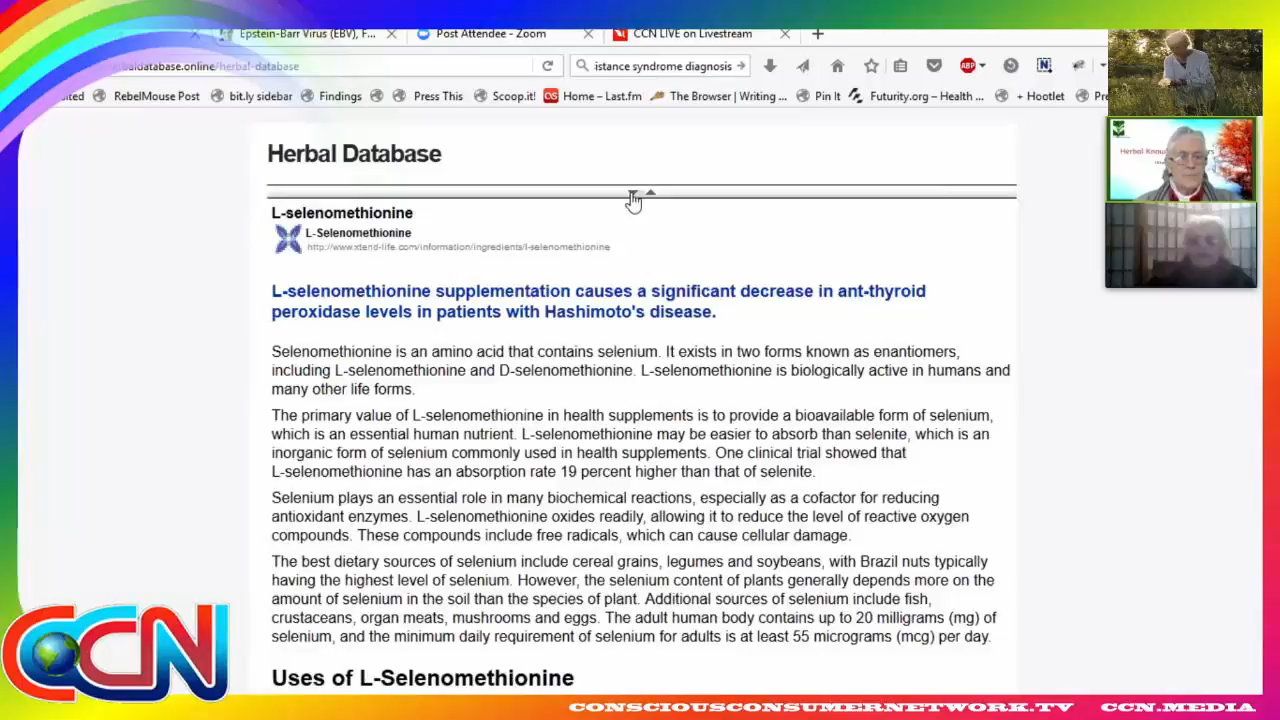 Epstein-Barr Virus (EBV), F...
Post Attendee - Zoom
CCN LIVE on Livestream
baldatabase.online/herbal-database
istance syndrome diagnosis
ABP
N
RebelMouse Post
bit.ly sidebar
Findings
Press This
Scoop.it!
Home – Last.fm
The Browser | Writing ...
Pin It
Futurity.org – Health ...
+ Hootlet
Herbal Database
L-selenomethionine
L-Selenomethionine
http://www.xtend-life.com/information/ingredients/l-selenomethionine
L-selenomethionine supplementation causes a significant decrease in ant-thyroid
peroxidase levels in patients with Hashimoto's disease.
Selenomethionine is an amino acid that contains selenium. It exists in two forms known as enantiomers,
including L-selenomethionine and D-selenomethionine. L-selenomethionine is biologically active in humans and
many other life forms.
The primary value of L-selenomethionine in health supplements is to provide a bioavailable form of selenium,
which is an essential human nutrient. L-selenomethionine may be easier to absorb than selenite, which is an
inorganic form of selenium commonly used in health supplements. One clinical trial showed that
L-selenomethionine has an absorption rate 19 percent higher than that of selenite.
Selenium plays an essential role in many biochemical reactions, especially as a cofactor for reducing
antioxidant enzymes. L-selenomethionine oxides readily, allowing it to reduce the level of reactive oxygen
compounds. These compounds include free radicals, which can cause cellular damage.
The best dietary sources of selenium include cereal grains, legumes and soybeans, with Brazil nuts typically
having the highest level of selenium. However, the selenium content of plants generally depends more on the
amount of selenium in the soil than the species of plant. Additional sources of selenium include fish,
crustaceans, organ meats, mushrooms and eggs. The adult human body contains up to 20 milligrams (mg) of
selenium, and the minimum daily requirement of selenium for adults is at least 55 micrograms (mcg) per day.
Uses of L-Selenomethionine
CCN
CONSCIOUSCONSUMERNETWORK.TV
CCN.MEDIA